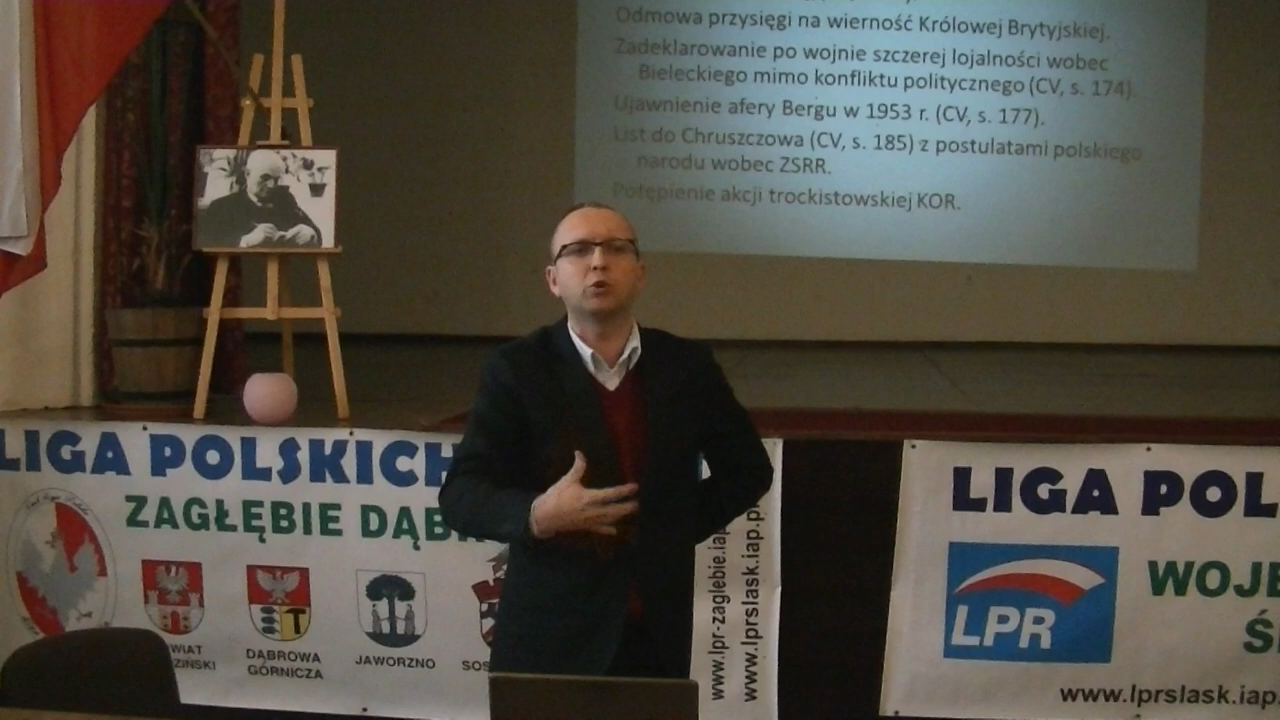 Odmowa przysięgi na wierność Królowej Brytyjskiej.
Zadeklarowanie po wojnie szczerej lojalności wobec
Bieleckiego mimo konfliktu politycznego (CV, s. 174).
Ujawnienie afery Bergu w 1953 r. (CV, s. 177).
List do Chruszczowa (CV, s. 185) z postulatami polskiego
narodu wobec ZSRR.
Potępienie akcji trockistowskiej KOR.
LIGA POLSKICH
ZAGŁĘBIE DĄB
WIAT
ZIŃSKI
DĄBROWA
GÓRNICZA
JAWORZNO
SOS
www.lpr-zaglebie.iap
www.lprslask.iap.p
LIGA POL
LPR
WOJE
Ś
www.lprslask.iap.